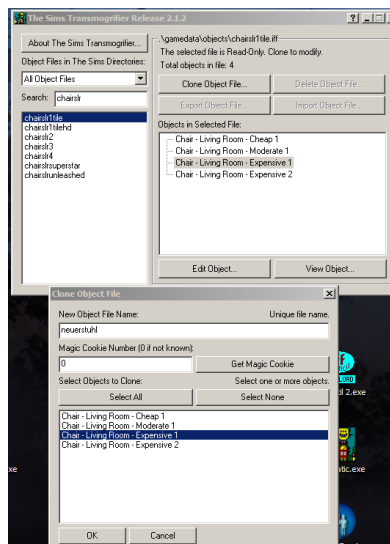 The Sims Transmogrifier Release 2.1.2
About The Sims Transmogrifier...
Object Files in The Sims Directories:
All Object Files
Search: chairslr
chairslr1tile
chairslr1tilehd
chairslr2
chairslr3
chairslr4
chairslrsuperstar
chairslrunleashed
.\gamedata\objects\chairslr1tile.iff
The selected file is Read-Only. Clone to modify.
Total objects in file: 4
Clone Object File...
Delete Object File...
Export Object File...
Import Object File...
Objects in Selected File:
Chair - Living Room - Cheap 1
Chair - Living Room - Moderate 1
Chair - Living Room - Expensive 1
Chair - Living Room - Expensive 2
Edit Object...
View Object...
Clone Object File
New Object File Name:
Unique file name.
neuerstuhl
Magic Cookie Number (0 if not known):
0
Get Magic Cookie
Select Objects to Clone:
Select one or more objects.
Select All
Select None
Chair - Living Room - Cheap 1
Chair - Living Room - Moderate 1
Chair - Living Room - Expensive 1
Chair - Living Room - Expensive 2
OK
Cancel
2.exe
atic.exe
xe